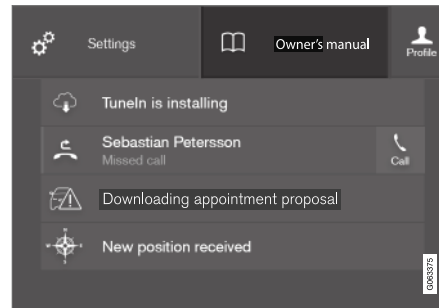 Settings
Owner's manual
Profile
TuneIn is installing
Sebastian Petersson
Missed call
Call
Downloading appointment proposal
New position received
G063375